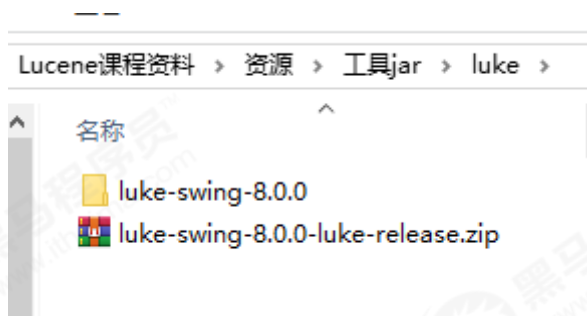 Lucene课程资料 > 资源 > 工具jar > luke >
名称
luke-swing-8.0.0
luke-swing-8.0.0-luke-release.zip